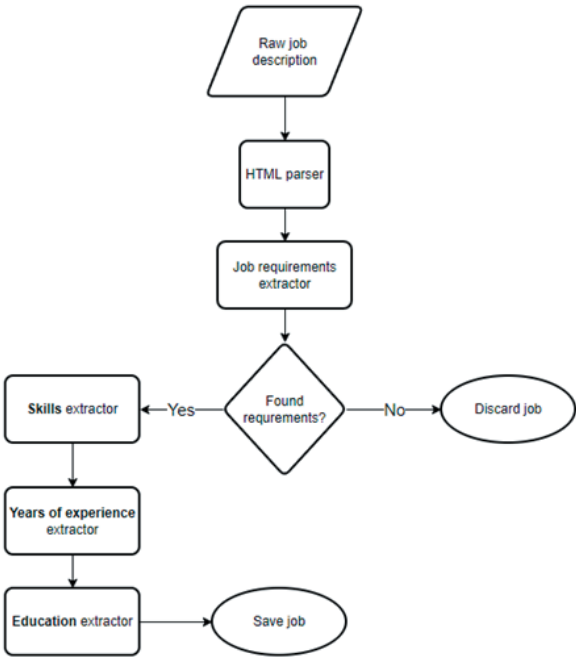 Raw job
description
HTML parser
Job requirements
extractor
Found
requrements?
Yes
No
Skills extractor
Discard job
Years of experience
extractor
Education extractor
Save job